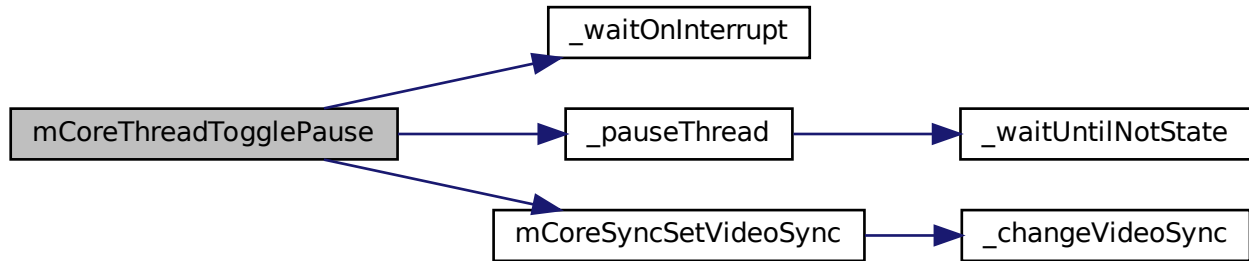 _waitOnInterrupt
mCoreThreadTogglePause
_pauseThread
_waitUntilNotState
mCoreSyncSetVideoSync
_changeVideoSync